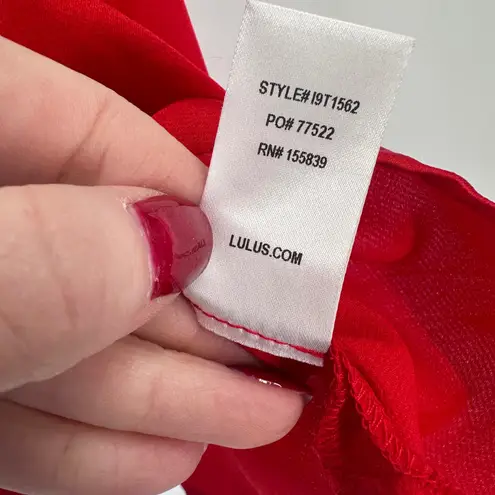 STYLE# I9T1562
PO# 77522
RN# 155839
LULUS.COM